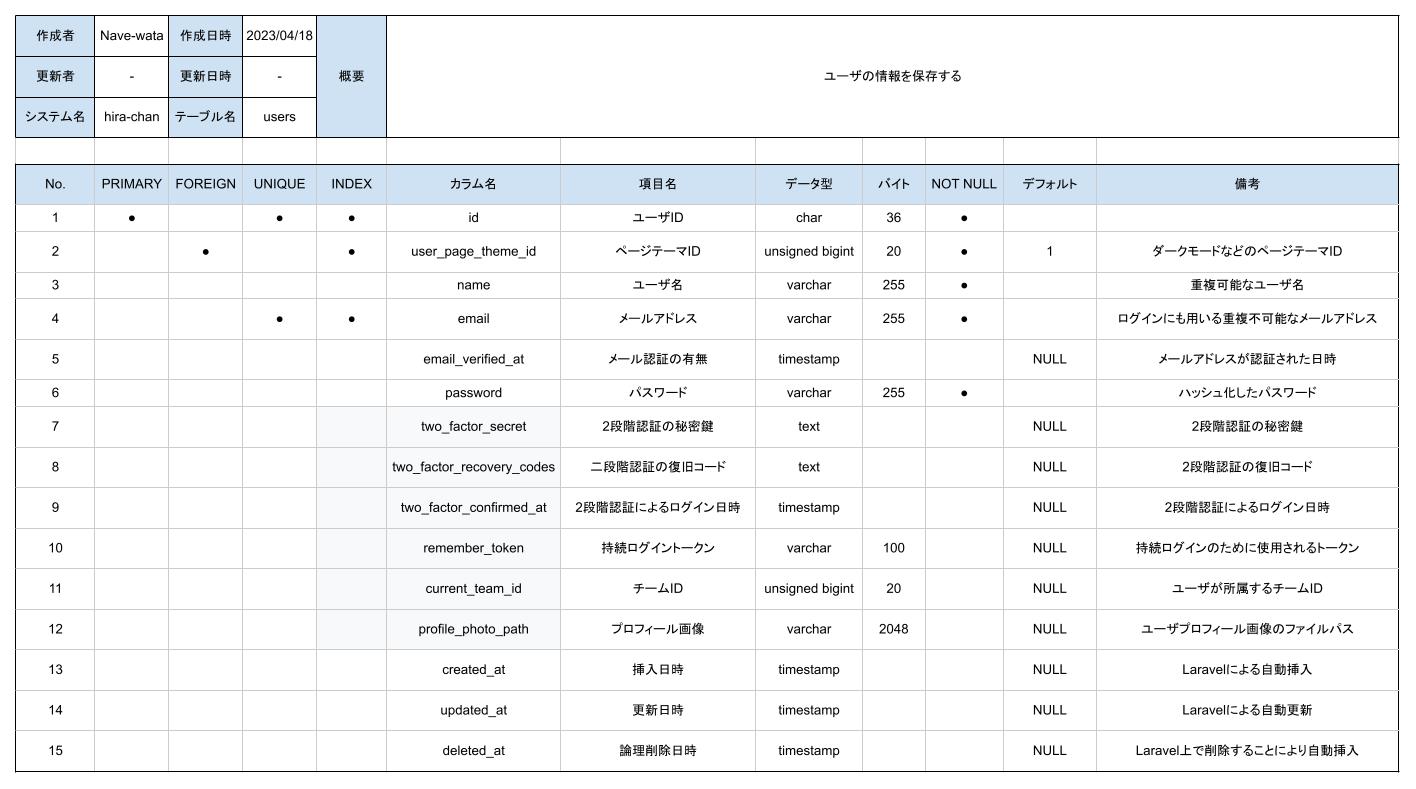 作成者 Nave-wata 作成日時 2023/04/18 概要 ユーザの情報を保存する
更新者 - 更新日時 -
システム名 hira-chan テーブル名 users
No. PRIMARY FOREIGN UNIQUE INDEX カラム名 項目名 データ型 バイト NOT NULL デフォルト 備考
1 ● ● ● id ユーザID char 36 ●
2 ● ● user_page_theme_id ページテーマID unsigned bigint 20 ● 1 ダークモードなどのページテーマID
3 name ユーザ名 varchar 255 ● 重複可能なユーザ名
4 ● ● email メールアドレス varchar 255 ● ログインにも用いる重複不可能なメールアドレス
5 email_verified_at メール認証の有無 timestamp NULL メールアドレスが認証された日時
6 password パスワード varchar 255 ● ハッシュ化したパスワード
7 two_factor_secret 2段階認証の秘密鍵 text NULL 2段階認証の秘密鍵
8 two_factor_recovery_codes 二段階認証の復旧コード text NULL 2段階認証の復旧コード
9 two_factor_confirmed_at 2段階認証によるログイン日時 timestamp NULL 2段階認証によるログイン日時
10 remember_token 持続ログイントークン varchar 100 NULL 持続ログインのために使用されるトークン
11 current_team_id チームID unsigned bigint 20 NULL ユーザが所属するチームID
12 profile_photo_path プロフィール画像 varchar 2048 NULL ユーザプロフィール画像のファイルパス
13 created_at 挿入日時 timestamp NULL Laravelによる自動挿入
14 updated_at 更新日時 timestamp NULL Laravelによる自動更新
15 deleted_at 論理削除日時 timestamp NULL Laravel上で削除することにより自動挿入